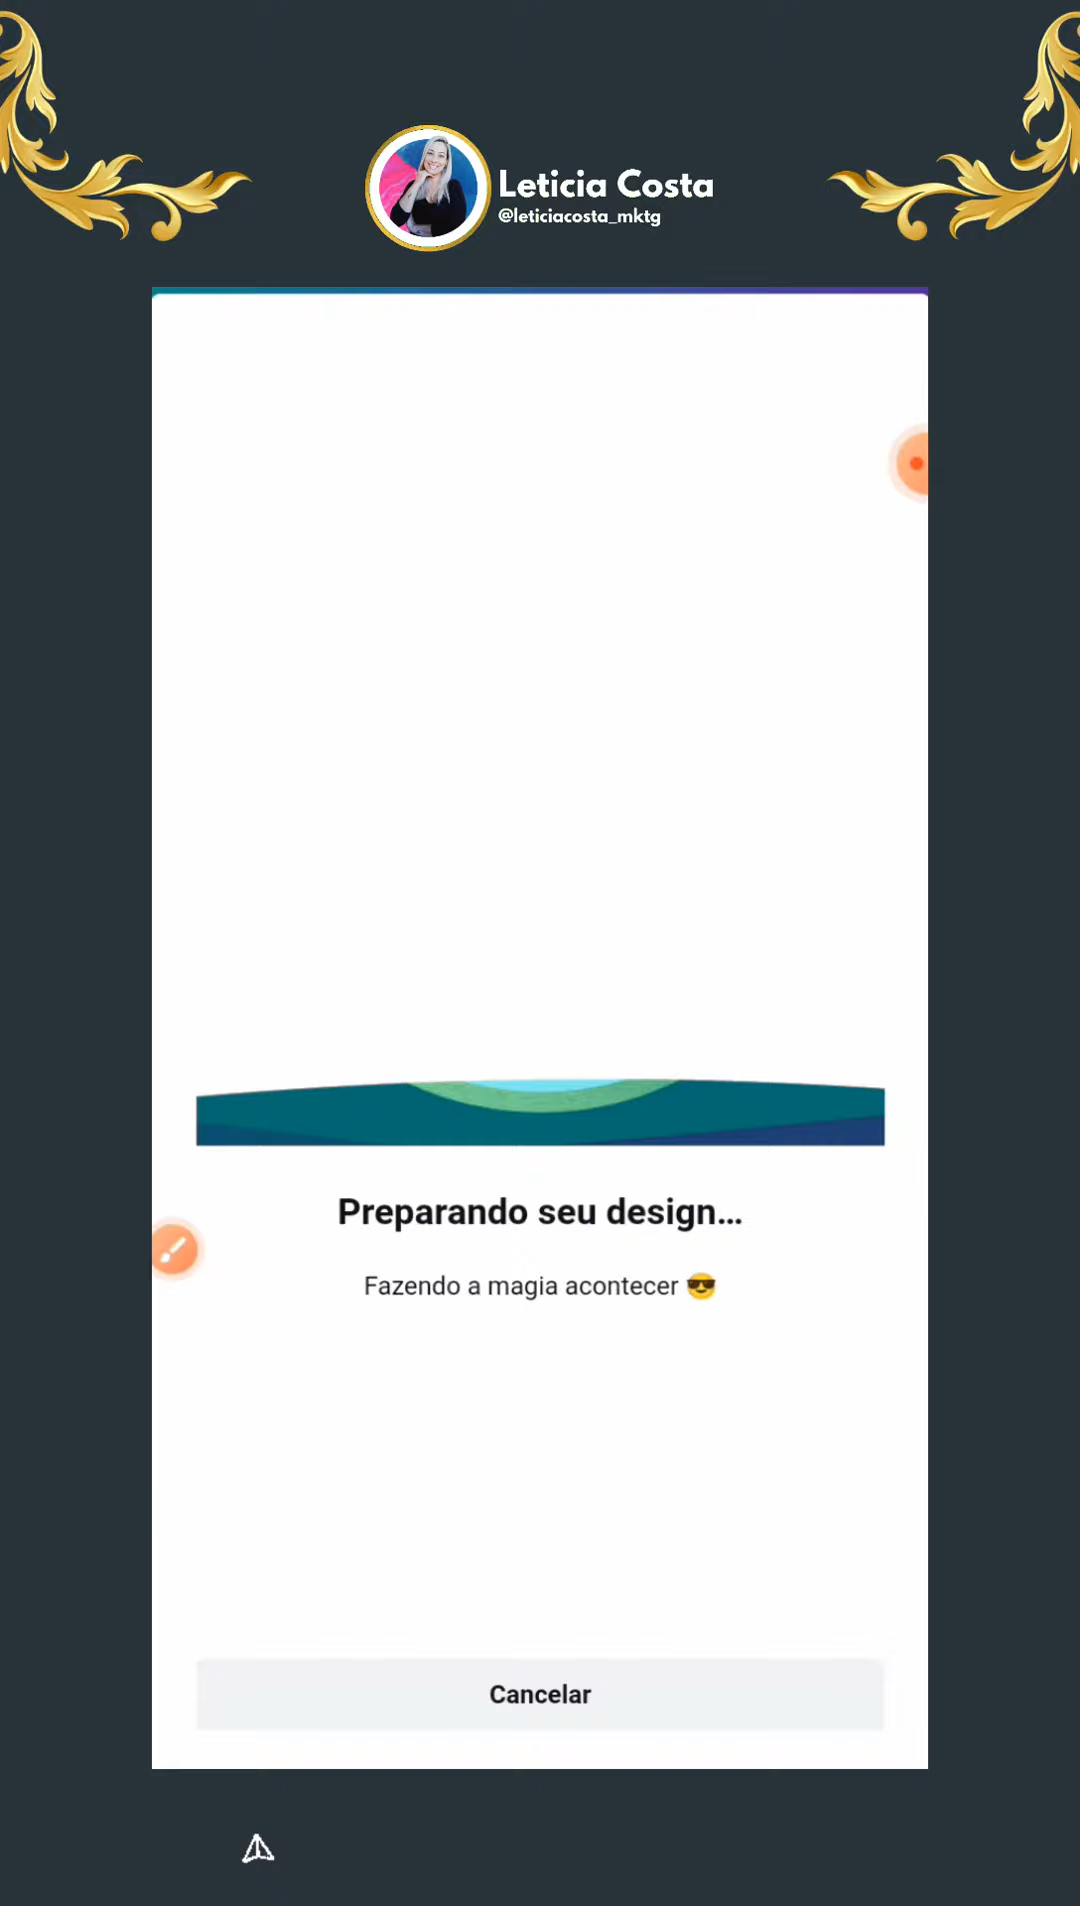 Leticia Costa
@leticiacosta_mktg
Preparando seu design...
Fazendo a magia acontecer 😎
Cancelar